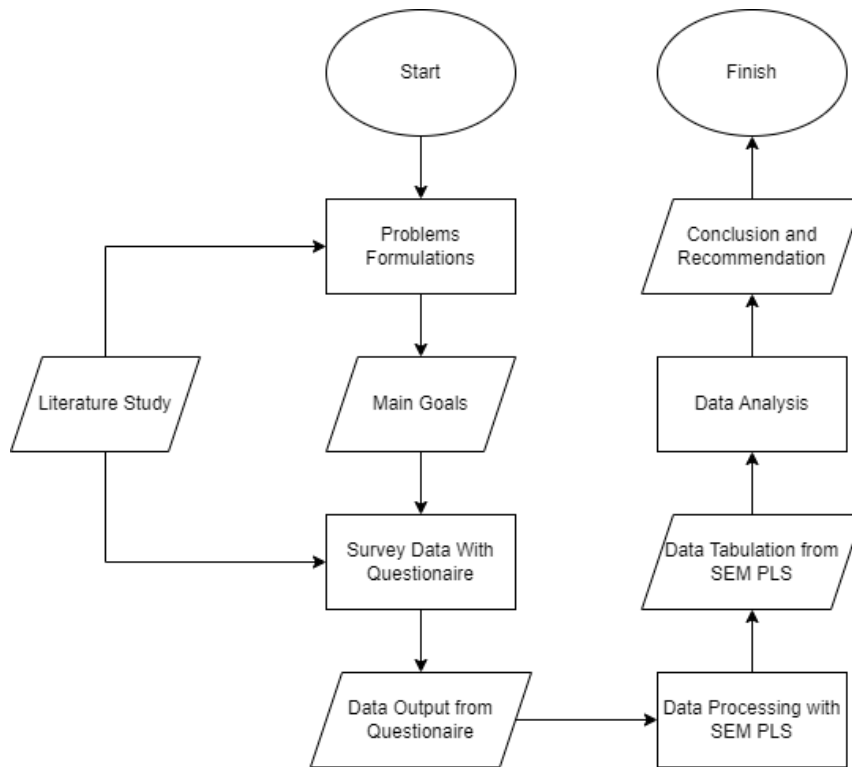 Start
Finish
Problems
Formulations
Conclusion and
Recommendation
Literature Study
Main Goals
Data Analysis
Survey Data With
Questionaire
Data Tabulation from
SEM PLS
Data Output from
Questionaire
Data Processing with
SEM PLS